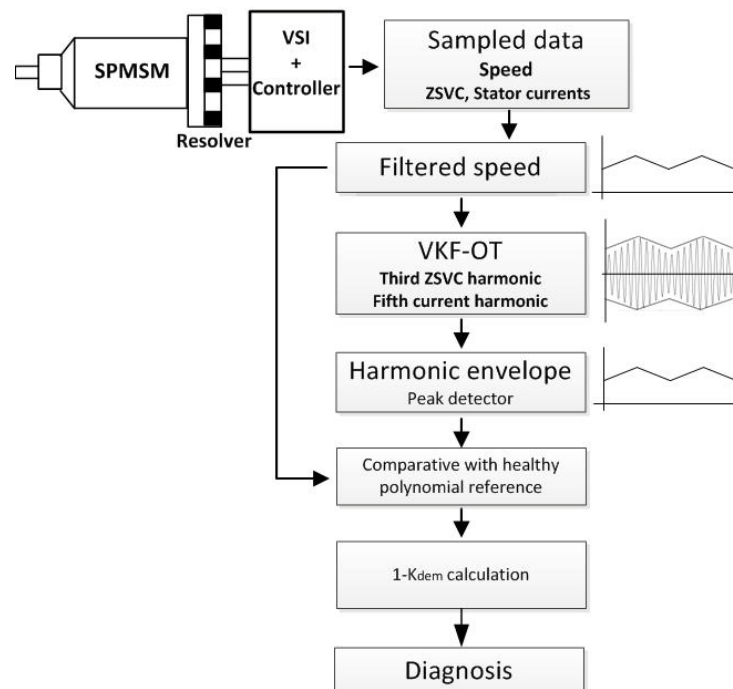 SPMSM
Resolver
VSI
+
Controller
Sampled data
Speed
ZSVC, Stator currents
Filtered speed
VKF-OT
Third ZSVC harmonic
Fifth current harmonic
Harmonic envelope
Peak detector
Comparative with healthy
polynomial reference
1-Kdem calculation
Diagnosis